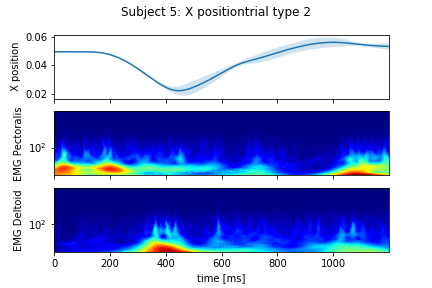 Subject 5: X positiontrial type 2
0.06
0.04
0.02
X position
10²
EMG Pectoralis
10²
EMG Deltoid
0 200 400 600 800 1000
time [ms]